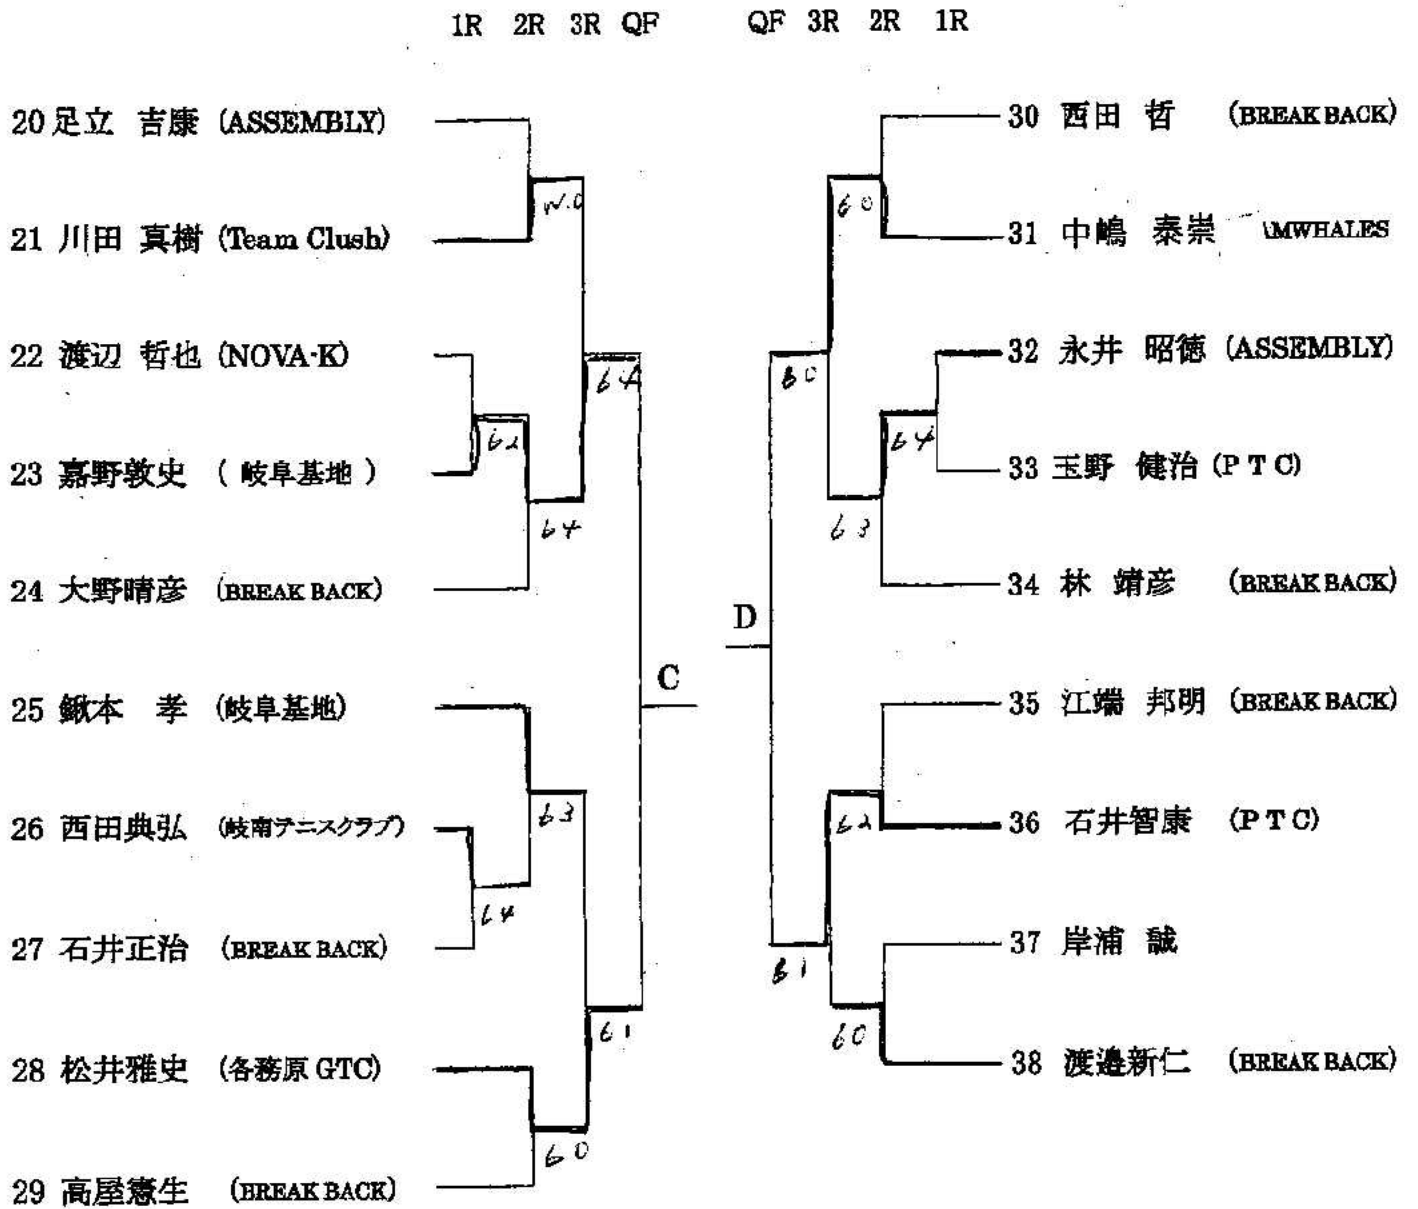 1R 2R 3R QF QF 3R 2R 1R
20 足立 吉康 (ASSEMBLY)
21 川田 真樹 (Team Clush)
W.O
22 渡辺 哲也 (NOVA-K)
64
62
23 嘉野敦史 ( 岐阜基地 )
64
24 大野晴彦 (BREAK BACK)
C
25 鍬本 孝 (岐阜基地)
63
26 西田典弘 (岐南テニスクラブ)
64
27 石井正治 (BREAK BACK)
61
28 松井雅史 (各務原 GTC)
60
29 高屋憲生 (BREAK BACK)
30 西田 哲 (BREAK BACK)
60
31 中嶋 泰崇 \MWHALES
32 永井 昭徳 (ASSEMBLY)
60
64
33 玉野 健治 (P T C)
63
34 林 靖彦 (BREAK BACK)
D
35 江端 邦明 (BREAK BACK)
62
36 石井智康 (P T C)
37 岸浦 誠
61
60
38 渡邉新仁 (BREAK BACK)